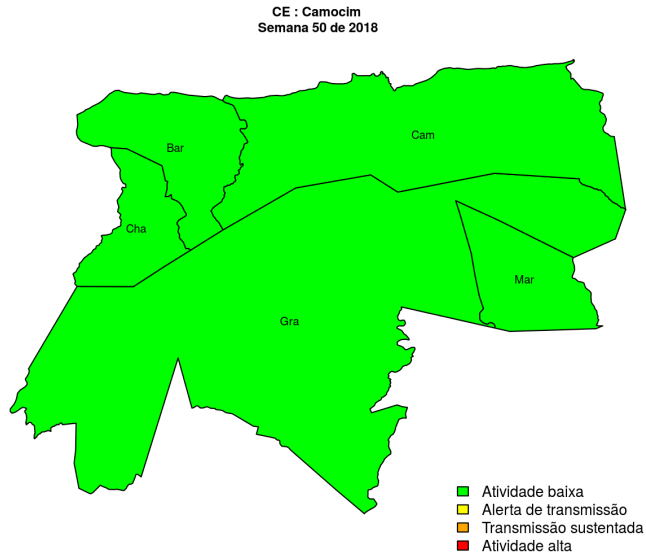 CE : Camocim
Semana 50 de 2018
Bar
Cam
Cha
Mar
Gra
Atividade baixa
Alerta de transmissão
Transmissão sustentada
Atividade alta